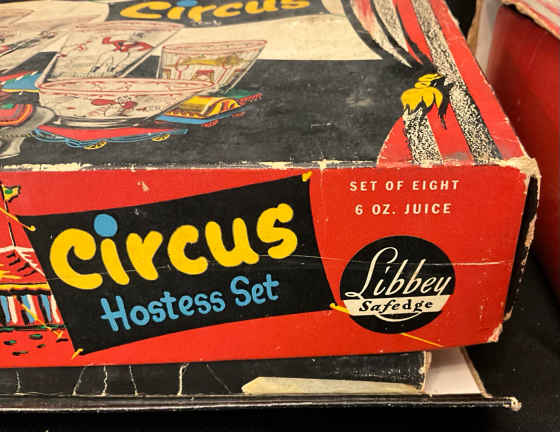 Circus
SET OF EIGHT
6 OZ. JUICE
Circus
Hostess Set
Libbey
Safedge